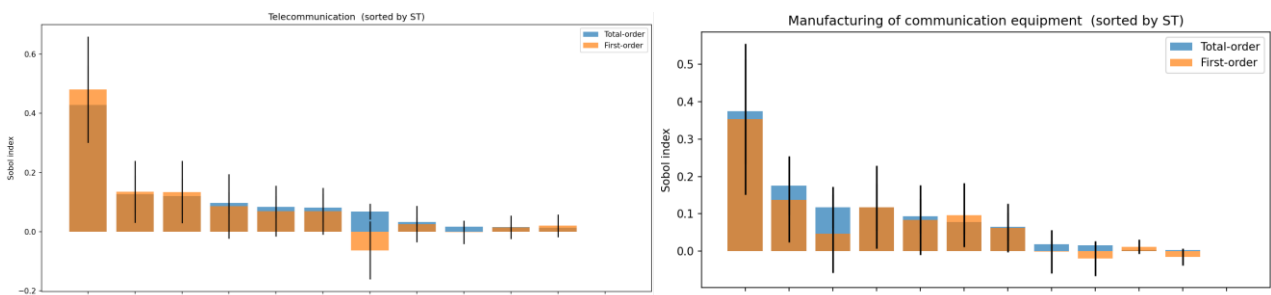 Telecommunication (sorted by ST)
Sobol index
0.6
0.4
0.2
0.0
−0.2
Total-order
First-order
Manufacturing of communication equipment (sorted by ST)
Sobol index
0.5
0.4
0.3
0.2
0.1
0.0
Total-order
First-order